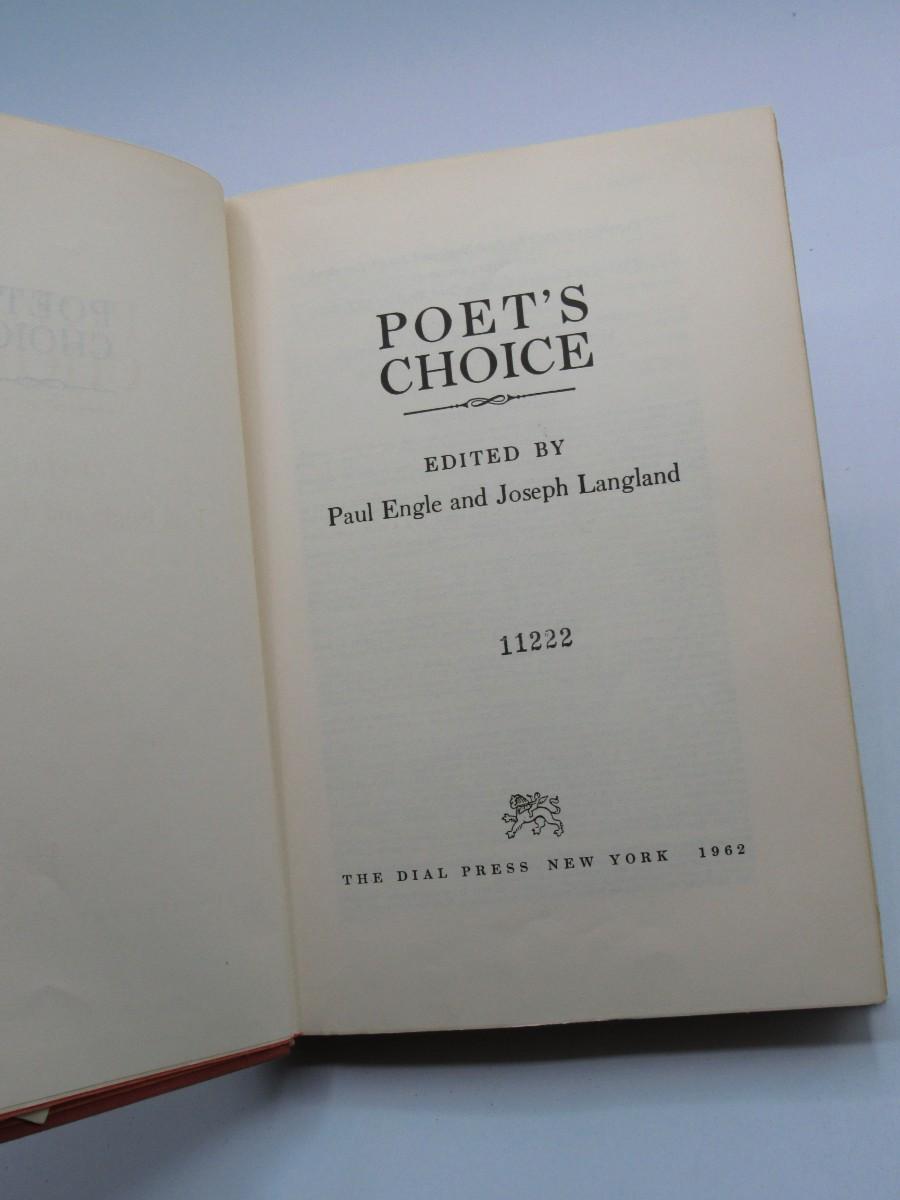 POET'S
CHOICE
EDITED BY
Paul Engle and Joseph Langland
11222
THE DIAL PRESS NEW YORK 1962